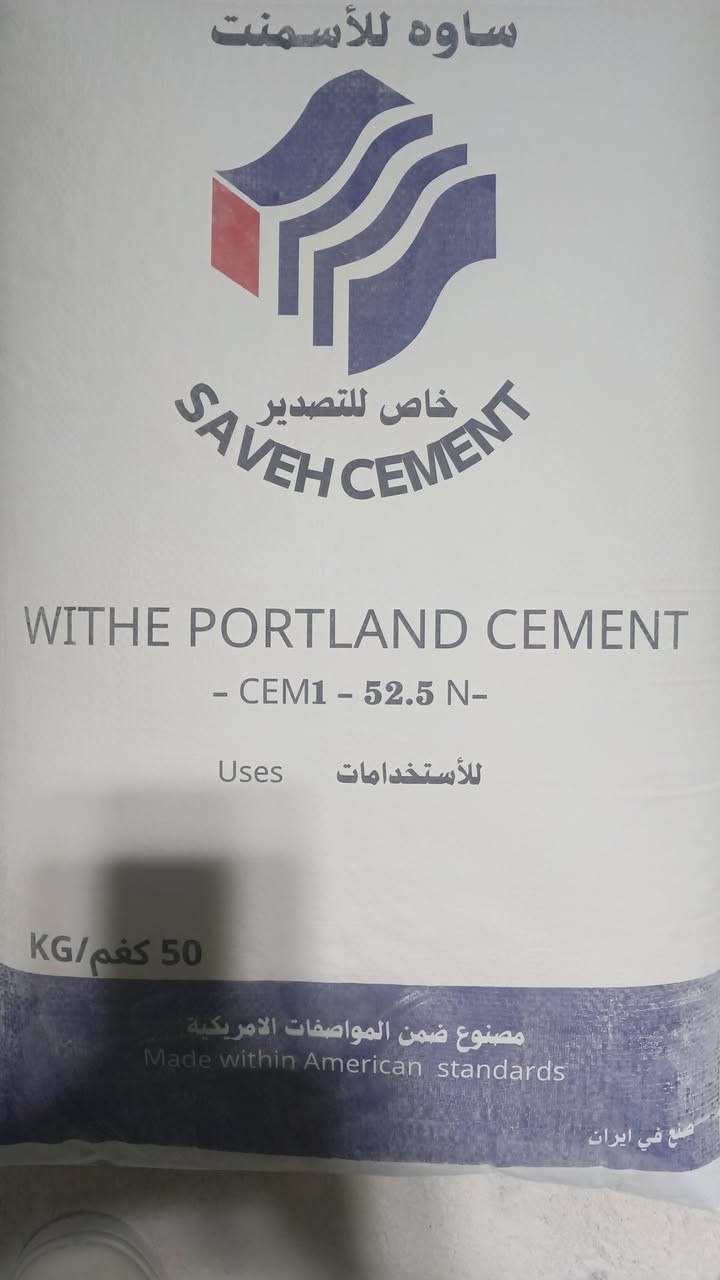 ساوه للأسمنت
خاص للتصدير
SAVEH CEMENT
WITHE PORTLAND CEMENT
- CEM1 - 52.5 N-
Uses للأستخدامات
50 كغم/KG
مصنوع ضمن المواصفات الامريكية
Made within American standards
صنع في ايران